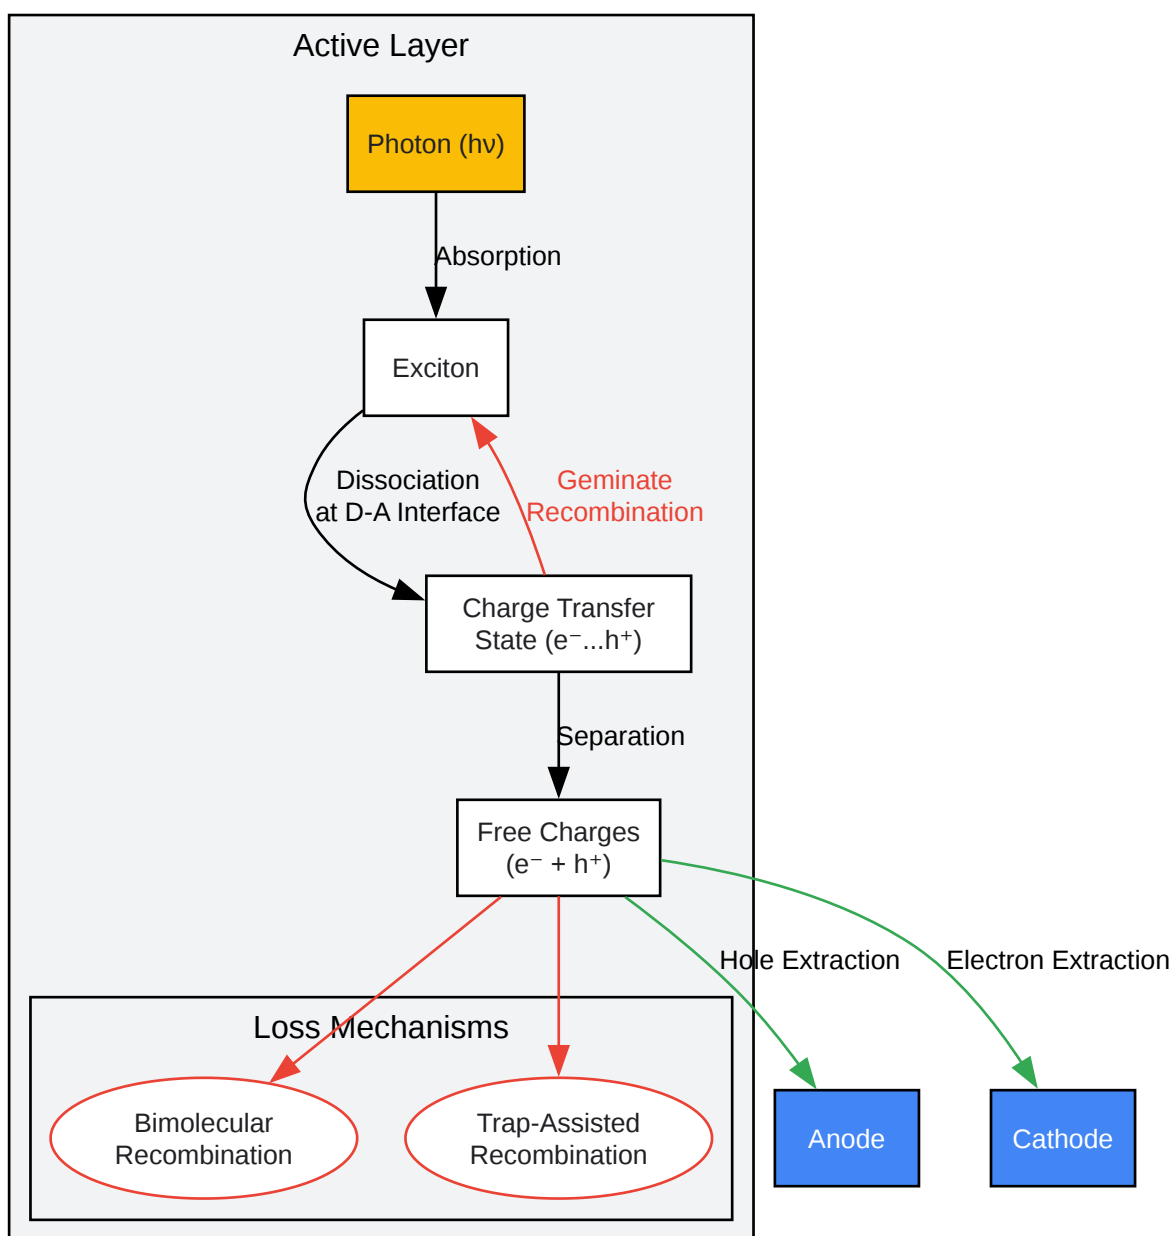 Active Layer
Photon (hν)
Absorption
Exciton
Dissociation
at D-A Interface
Geminate
Recombination
Charge Transfer
State (e⁻...h⁺)
Separation
Free Charges
(e⁻ + h⁺)
Hole Extraction
Electron Extraction
Loss Mechanisms
Bimolecular
Recombination
Trap-Assisted
Recombination
Anode
Cathode